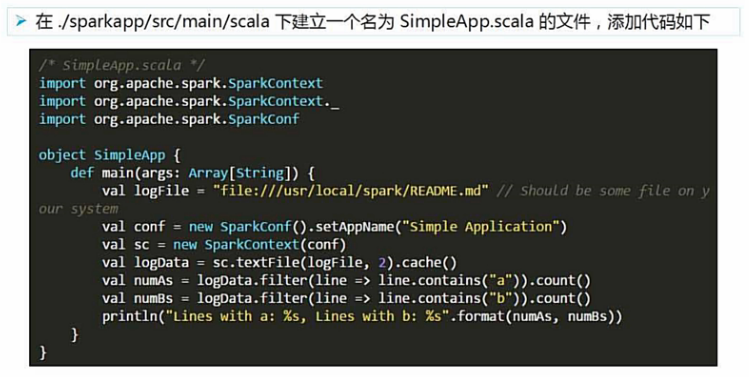 ➤ 在 ./sparkapp/src/main/scala 下建立一个名为 SimpleApp.scala 的文件，添加代码如下
/* SimpleApp.scala */
import org.apache.spark.SparkContext
import org.apache.spark.SparkContext._
import org.apache.spark.SparkConf

object SimpleApp {
    def main(args: Array[String]) {
        val logFile = "file:///usr/local/spark/README.md" // Should be some file on y
our system
        val conf = new SparkConf().setAppName("Simple Application")
        val sc = new SparkContext(conf)
        val logData = sc.textFile(logFile, 2).cache()
        val numAs = logData.filter(line => line.contains("a")).count()
        val numBs = logData.filter(line => line.contains("b")).count()
        println("Lines with a: %s, Lines with b: %s".format(numAs, numBs))
    }
}